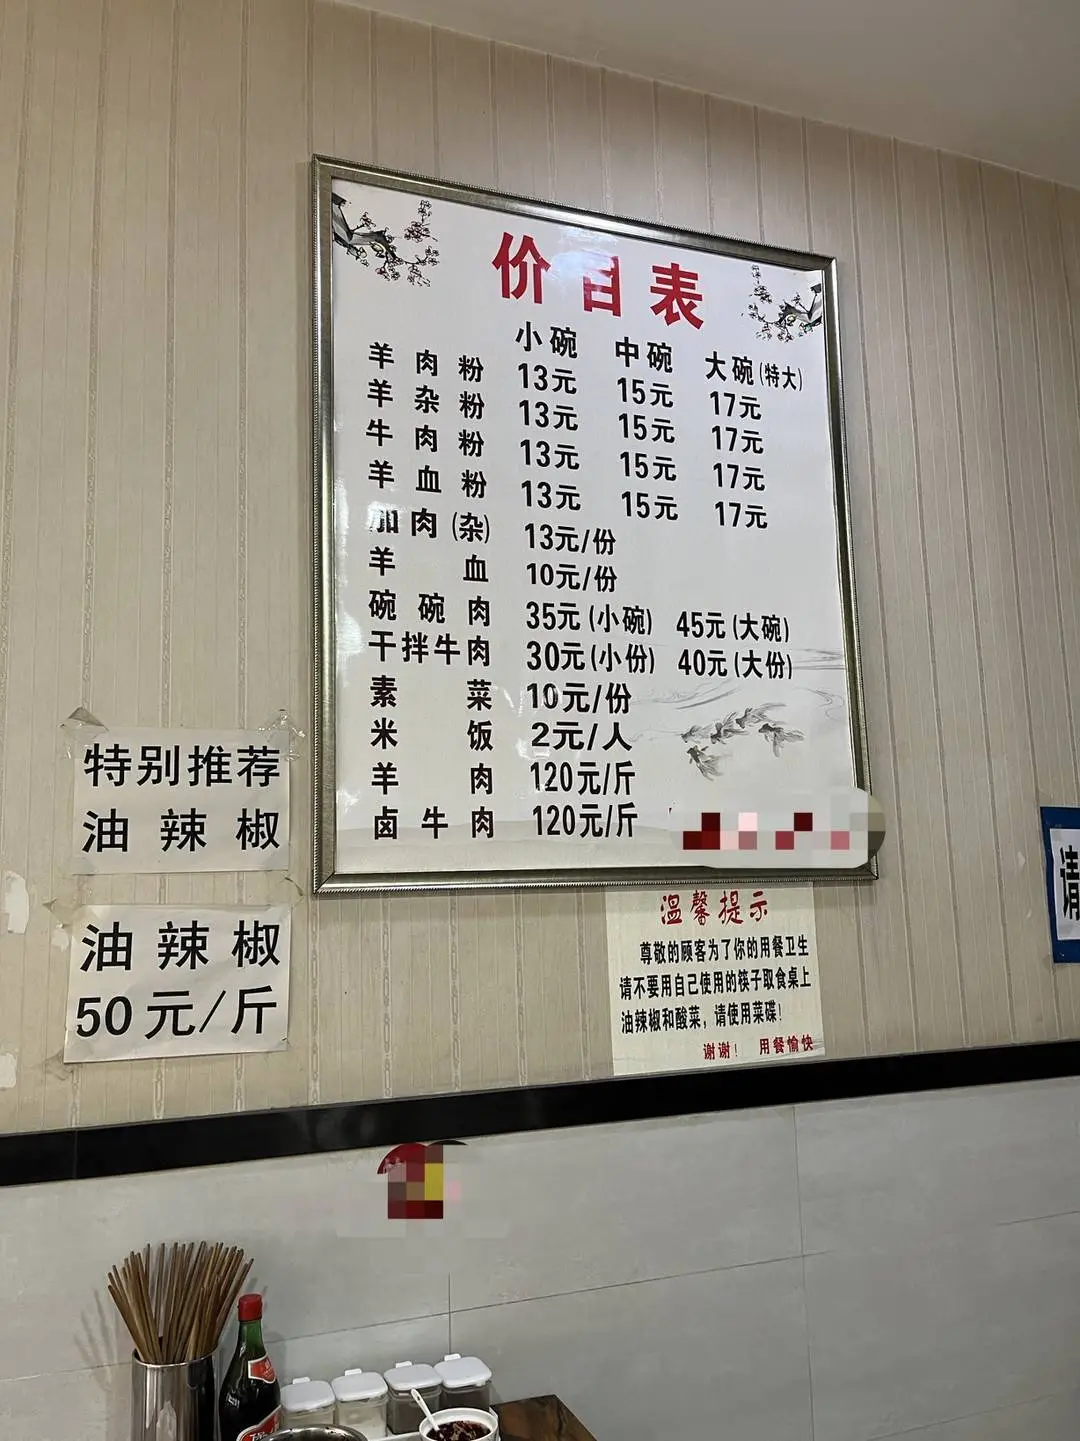 价目表
小碗 中碗 大碗(特大)
羊肉粉 13元 15元 17元
羊杂粉 13元 15元 17元
牛肉粉 13元 15元 17元
羊血粉 13元 15元 17元
加肉(杂) 13元/份
羊血 10元/份
碗碗肉 35元(小碗) 45元(大碗)
干拌牛肉 30元(小份) 40元(大份)
素菜 10元/份
米饭 2元/人
羊肉 120元/斤
卤牛肉 120元/斤
特别推荐
油辣椒
油辣椒
50元/斤
温馨提示
尊敬的顾客为了你的用餐卫生
请不要用自己使用的筷子取食桌上
油辣椒和酸菜，请使用菜碟！
谢谢！ 用餐愉快
请